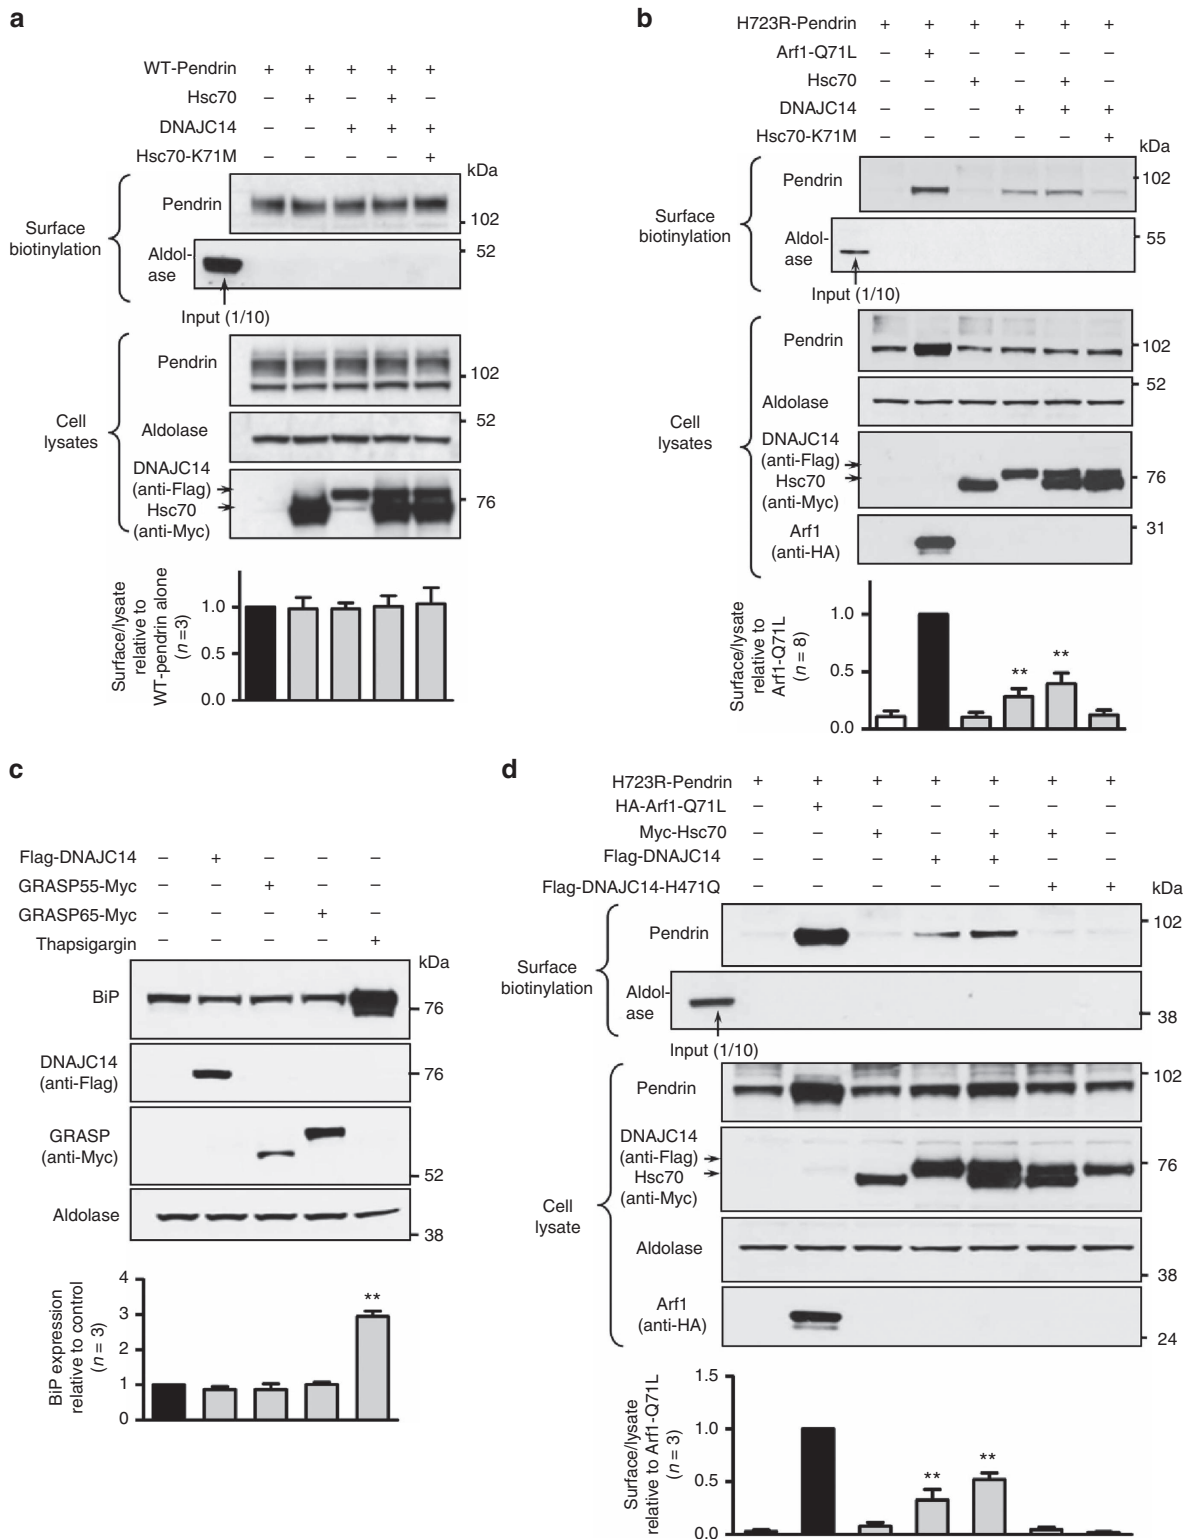 a
WT-Pendrin + + + + +
Hsc70 – + – + –
DNAJC14 – – + + +
Hsc70-K71M – – – – +
kDa
Surface
biotinylation
Pendrin
102
Aldol-
ase
52
Input (1/10)
Cell
lysates
Pendrin
102
Aldolase
52
DNAJC14
(anti-Flag)
Hsc70
(anti-Myc)
76
Surface/lysate
relative to
WT-pendrin alone
(n=3)
1.0
0.5
0.0
b
H723R-Pendrin + + + + + +
Arf1-Q71L – + – – – –
Hsc70 – – + – + –
DNAJC14 – – – + + +
Hsc70-K71M – – – – – +
kDa
Surface
biotinylation
Pendrin
102
Aldol-
ase
55
Input (1/10)
Cell
lysates
Pendrin
102
Aldolase
52
DNAJC14
(anti-Flag)
Hsc70
(anti-Myc)
76
Arf1
(anti-HA)
31
Surface/lysate
relative to
Arf1-Q71L
(n = 8)
1.0
0.5
0.0
** **
c
Flag-DNAJC14 – + – – –
GRASP55-Myc – – + – –
GRASP65-Myc – – – + –
Thapsigargin – – – – +
kDa
BiP
76
DNAJC14
(anti-Flag)
76
GRASP
(anti-Myc)
52
Aldolase
38
BiP expression
relative to control
(n = 3)
4
3
2
1
0
**
d
H723R-Pendrin + + + + + + +
HA-Arf1-Q71L – + – – – – –
Myc-Hsc70 – – + – + + –
Flag-DNAJC14 – – – + + – –
Flag-DNAJC14-H471Q – – – – – + +
kDa
Surface
biotinylation
Pendrin
102
Aldol-
ase
38
Input (1/10)
Cell
lysate
Pendrin
102
DNAJC14
(anti-Flag)
Hsc70
(anti-Myc)
76
Aldolase
38
Arf1
(anti-HA)
24
Surface/lysate
relative to Arf1-Q71L
(n = 3)
1.5
1.0
0.5
0.0
** **